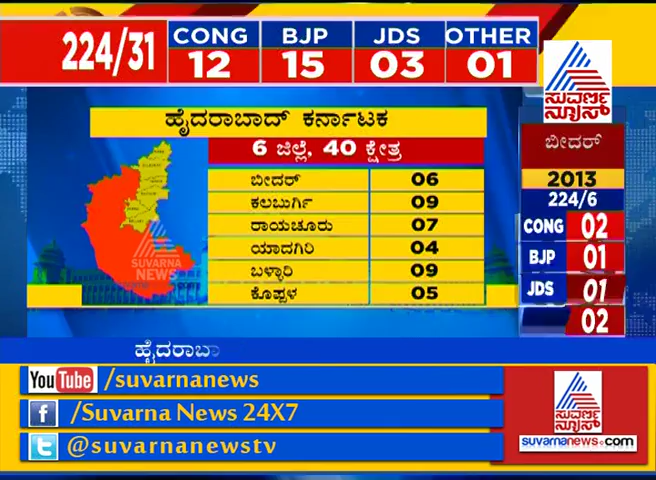 224/31 CONG BJP JDS OTHER
12 15 03 01
ಸುವರ್ಣ
ನ್ಯೂಸ್
ಹೈದರಾಬಾದ್ ಕರ್ನಾಟಕ
6 ಜಿಲ್ಲೆ, 40 ಕ್ಷೇತ್ರ
ಬೀದರ್ 06
ಕಲಬುರ್ಗಿ 09
ರಾಯಚೂರು 07
ಯಾದಗಿರಿ 04
ಬಳ್ಳಾರಿ 09
ಕೊಪ್ಪಳ 05
SUVARNA
NEWS
ಬೀದರ್
2013
224/6
CONG 02
BJP 01
JDS 01
02
ಹೈದರಾಬಾ
YouTube /suvarnanews
/Suvarna News 24X7
@suvarnanewstv
ಸುವರ್ಣ
ನ್ಯೂಸ್
suvarnanews.com